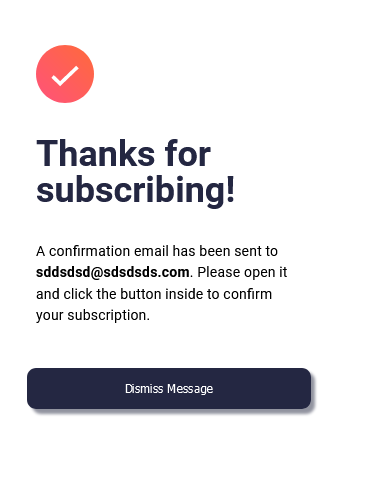 Thanks for
subscribing!
A confirmation email has been sent to
sddsdsd@sdsdsds.com. Please open it
and click the button inside to confirm
your subscription.
Dismiss Message